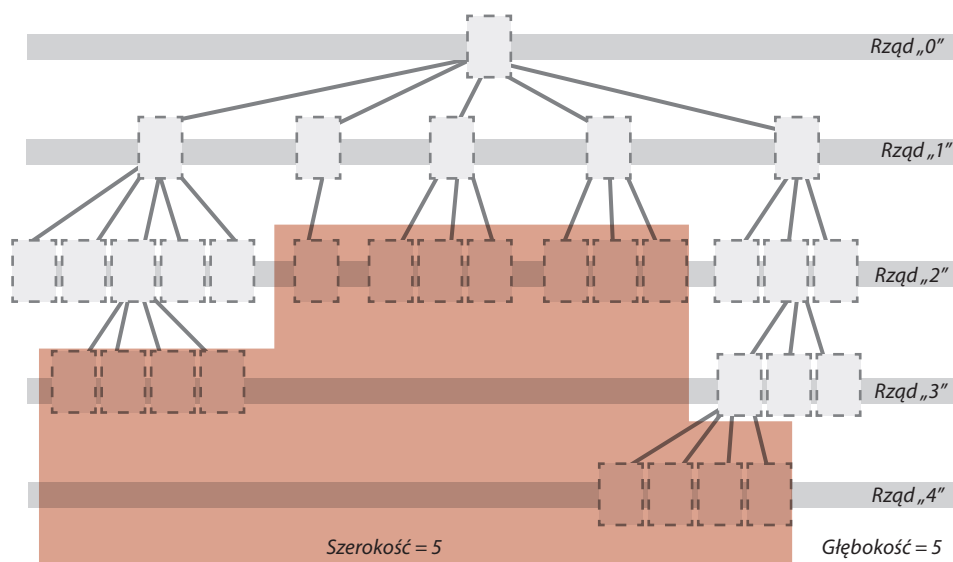 Rząd „0”
Rząd „1”
Rząd „2”
Rząd „3”
Rząd „4”
Szerokość = 5
Głębokość = 5